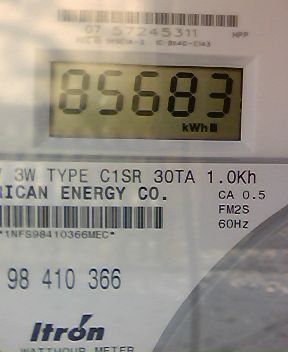 07 57245311
HPP
85683
kWh
3W TYPE C1SR 30TA 1.0Kh
RICAN ENERGY CO.
CA 0.5
FM2S
60Hz
*1NFS98410366MEC*
98 410 366
Itron
WATTHOUR METER